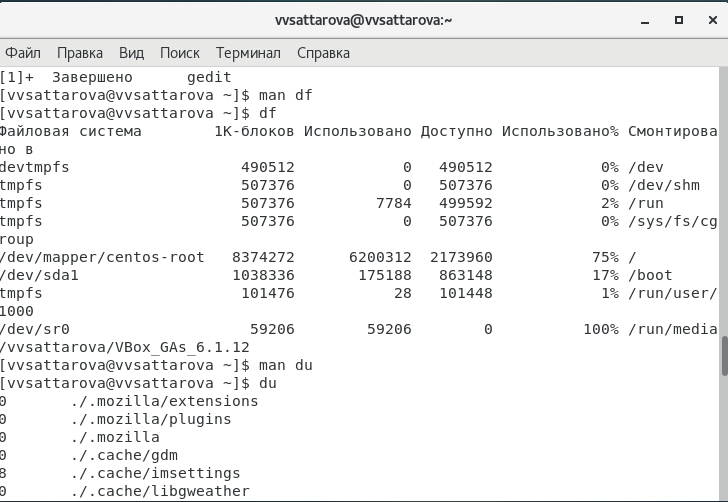 vvsattarova@vvsattarova:~
Файл Правка Вид Поиск Терминал Справка
[1]+  Завершено      gedit
[vvsattarova@vvsattarova ~]$ man df
[vvsattarova@vvsattarova ~]$ df
Файловая система        1K-блоков Использовано Доступно Использовано% Смонтирова
но в
devtmpfs                   490512            0   490512            0% /dev
tmpfs                      507376            0   507376            0% /dev/shm
tmpfs                      507376         7784   499592            2% /run
tmpfs                      507376            0   507376            0% /sys/fs/cg
roup
/dev/mapper/centos-root   8374272      6200312  2173960           75% /
/dev/sda1                 1038336       175188   863148           17% /boot
tmpfs                      101476           28   101448            1% /run/user/
1000
/dev/sr0                    59206        59206        0          100% /run/media
/vvsattarova/VBox_GAs_6.1.12
[vvsattarova@vvsattarova ~]$ man du
[vvsattarova@vvsattarova ~]$ du
0       ./.mozilla/extensions
0       ./.mozilla/plugins
0       ./.mozilla
0       ./.cache/gdm
8       ./.cache/imsettings
0       ./.cache/libgweather